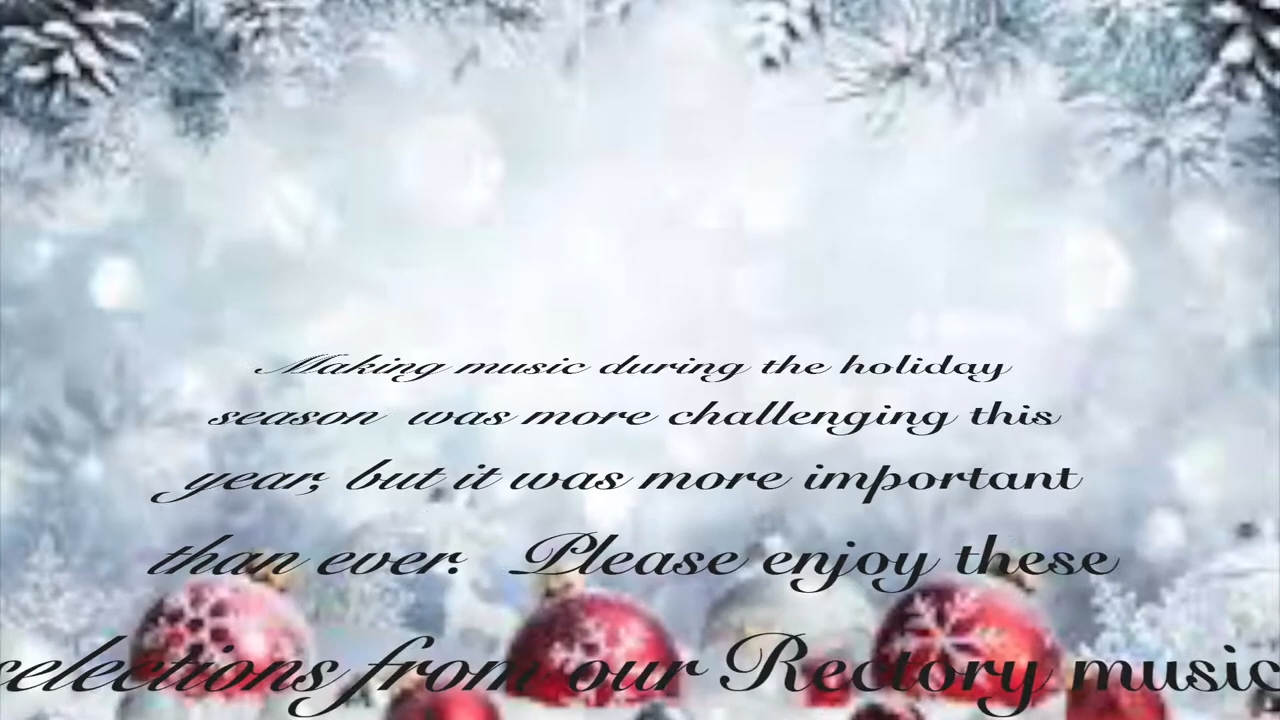 Making music during the holiday
season was more challenging this
year, but it was more important
than ever. Please enjoy these
selections from our Rectory music